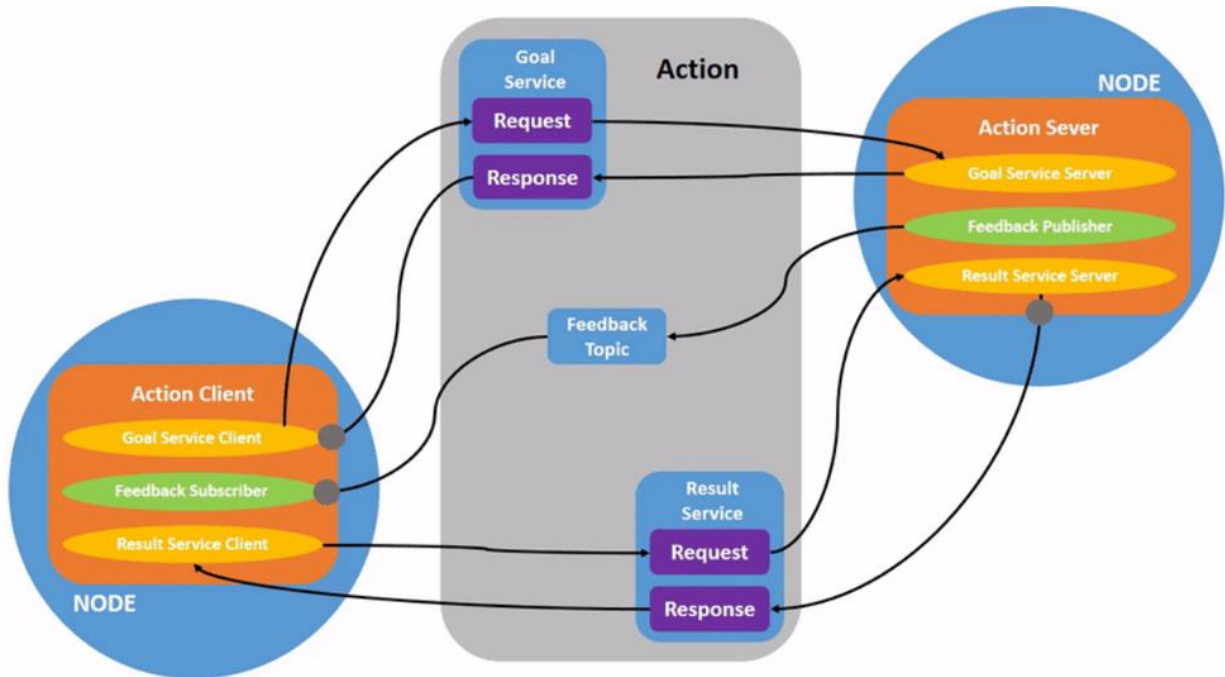 Goal
Service
Action
Request
Response
NODE
Action Sever
Goal Service Server
Feedback Publisher
Result Service Server
Feedback
Topic
Action Client
Goal Service Client
Feedback Subscriber
Result Service Client
NODE
Result
Service
Request
Response